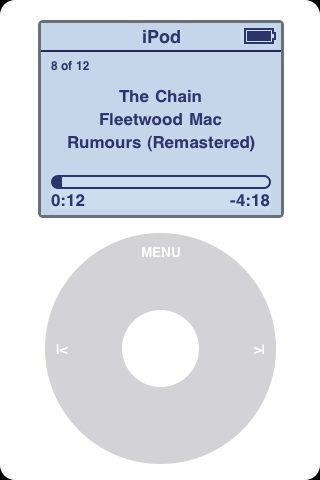 iPod
8 of 12
The Chain
Fleetwood Mac
Rumours (Remastered)
0:12 -4:18
MENU
|< >|